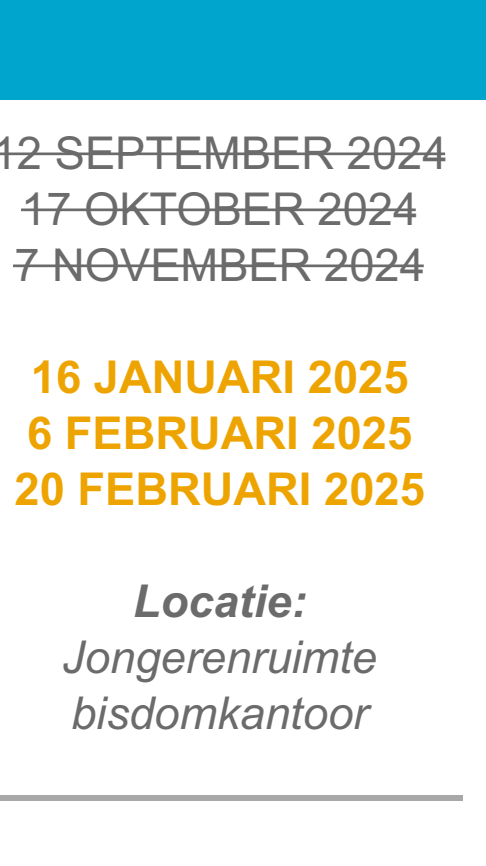 12 SEPTEMBER 2024
17 OKTOBER 2024
7 NOVEMBER 2024
16 JANUARI 2025
6 FEBRUARI 2025
20 FEBRUARI 2025
Locatie:
Jongerenruimte
bisdomkantoor